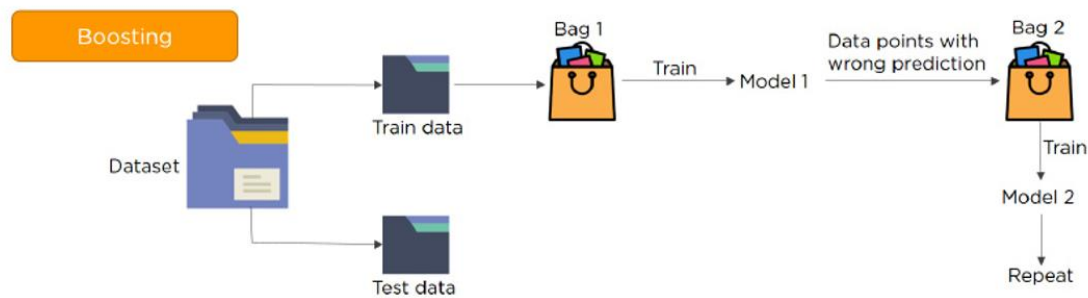 Boosting
Bag 1
Data points with
wrong prediction
Bag 2
Train
Model 1
Train data
Train
Dataset
Model 2
Test data
Repeat